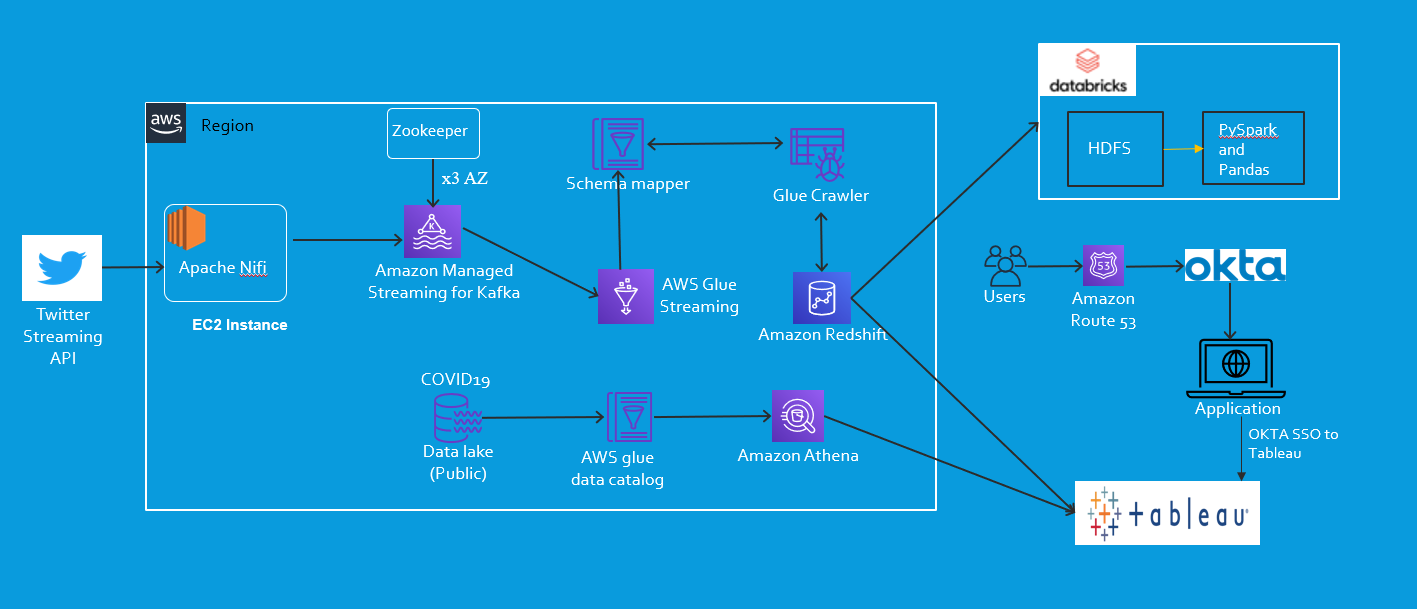 databricks
HDFS
PySpark
and
Pandas
aws
Region
Zookeeper
x3 AZ
Schema mapper
Glue Crawler
Apache Nifi
EC2 Instance
Twitter
Streaming
API
K
Amazon Managed
Streaming for Kafka
AWS Glue
Streaming
Amazon Redshift
Users
53
Amazon
Route 53
okta
Application
OKTA SSO to
Tableau
COVID19
Data lake
(Public)
AWS glue
data catalog
Amazon Athena
tableau